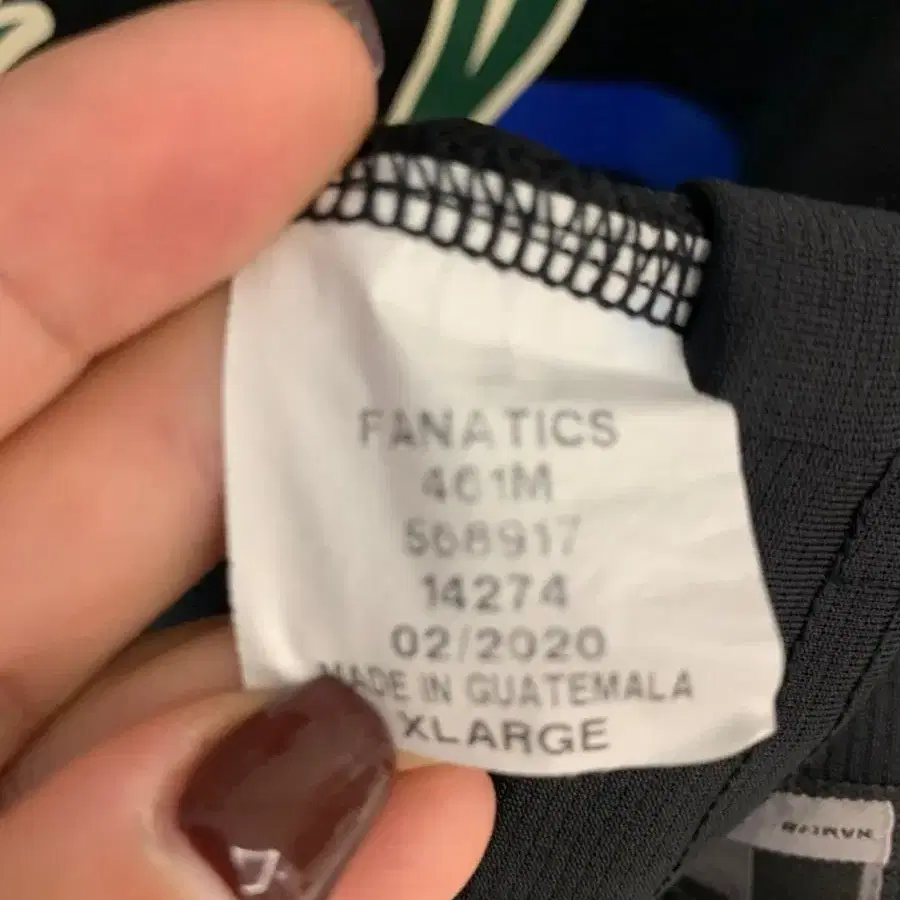 FANATICS
461M
568917
14274
02/2020
MADE IN GUATEMALA
XLARGE